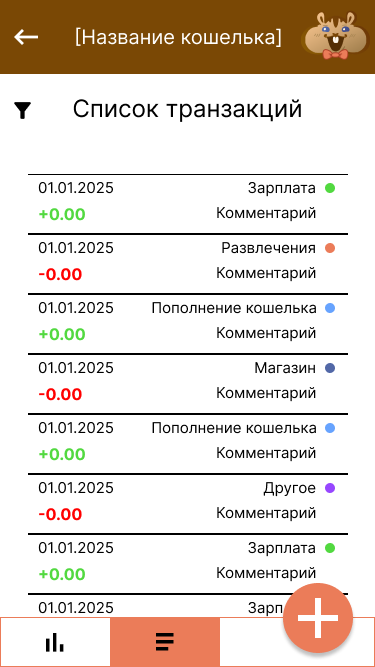 [Название кошелька]
Список транзакций
01.01.2025 Зарплата
+0.00 Комментарий
01.01.2025 Развлечения
-0.00 Комментарий
01.01.2025 Пополнение кошелька
+0.00 Комментарий
01.01.2025 Магазин
-0.00 Комментарий
01.01.2025 Пополнение кошелька
+0.00 Комментарий
01.01.2025 Другое
-0.00 Комментарий
01.01.2025 Зарплата
+0.00 Комментарий
01.01.2025